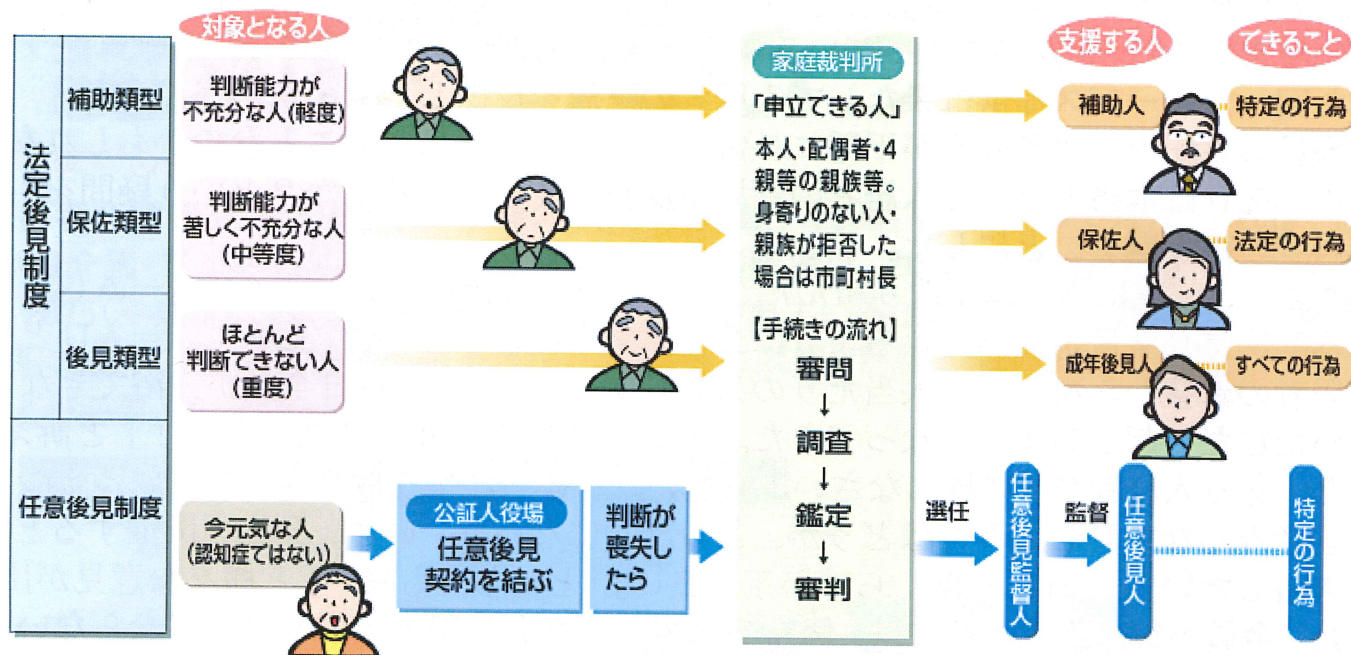 対象となる人
支援する人
できること
法定後見制度
補助類型
判断能力が
不充分な人(軽度)
保佐類型
判断能力が
著しく不充分な人
(中等度)
後見類型
ほとんど
判断できない人
(重度)
家庭裁判所
「申立できる人」
本人・配偶者・4
親等の親族等。
身寄りのない人・
親族が拒否した
場合は市町村長
【手続きの流れ】
審問
↓
調査
↓
鑑定
↓
審判
補助人
特定の行為
保佐人
法定の行為
成年後見人
すべての行為
任意後見制度
今元気な人
(認知症ではない)
公証人役場
任意後見
契約を結ぶ
判断が
喪失し
たら
選任
任意後見監督人
監督
任意後見人
特定の行為